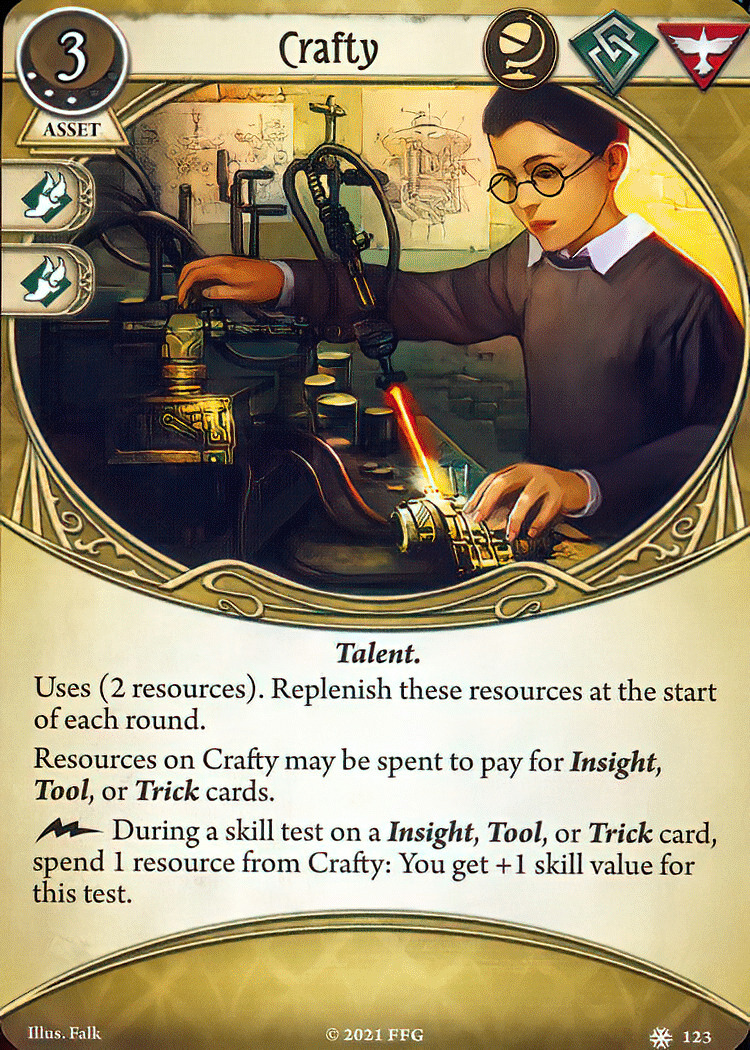 3
Crafty
ASSET
Talent.
Uses (2 resources). Replenish these resources at the start
of each round.
Resources on Crafty may be spent to pay for Insight,
Tool, or Trick cards.
During a skill test on a Insight, Tool, or Trick card,
spend 1 resource from Crafty: You get +1 skill value for
this test.
Illus. Falk
© 2021 FFG
123